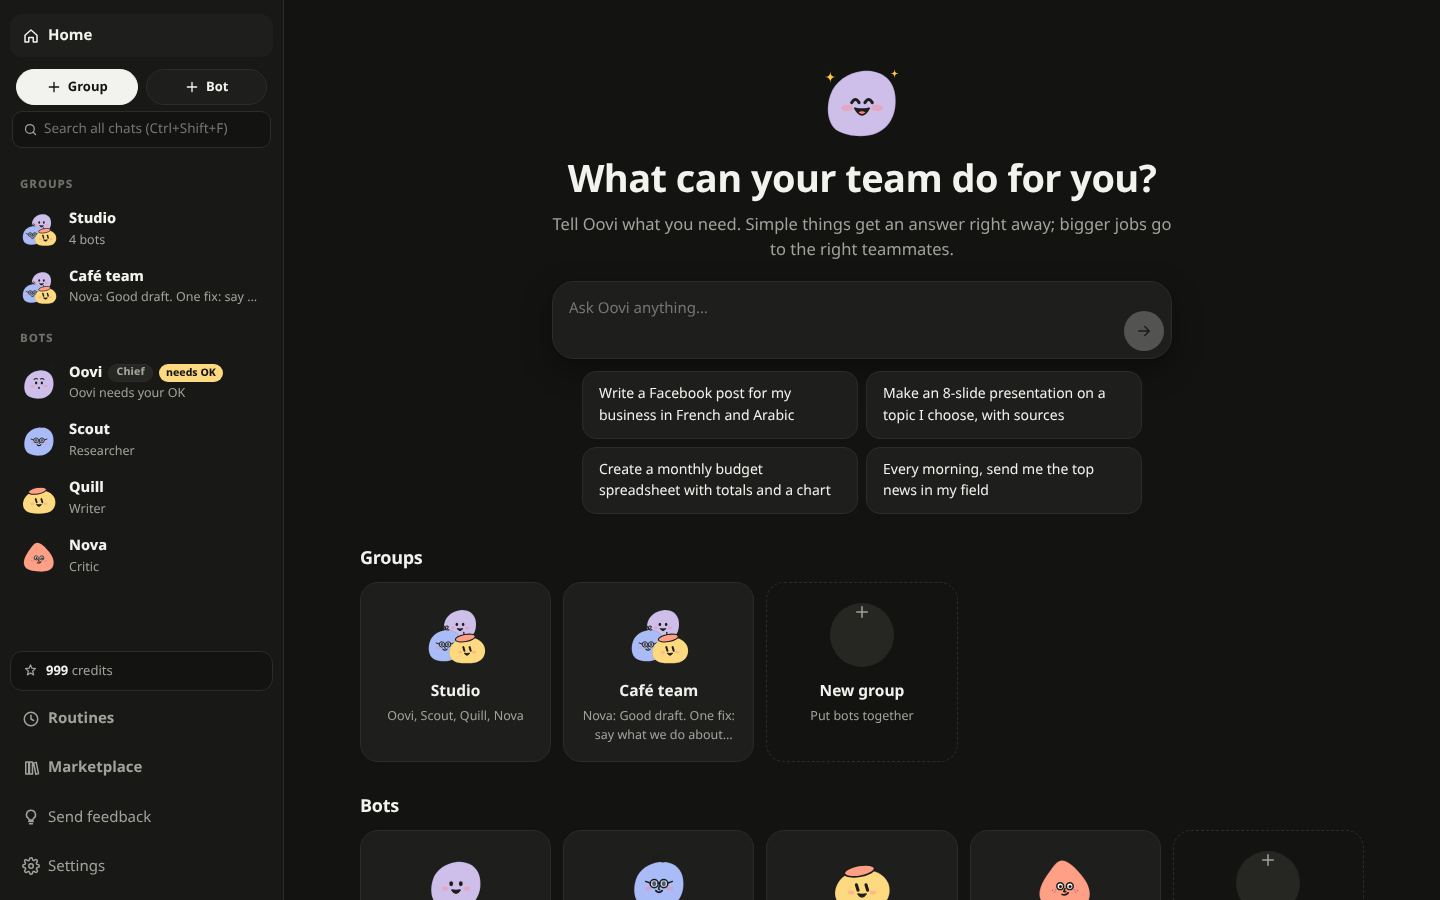 Home
Group
Bot
Search all chats (Ctrl+Shift+F)
GROUPS
Studio
4 bots
Café team
Nova: Good draft. One fix: say ...
BOTS
Oovi
Chief
needs OK
Oovi needs your OK
Scout
Researcher
Quill
Writer
Nova
Critic
999 credits
Routines
Marketplace
Send feedback
Settings
What can your team do for you?
Tell Oovi what you need. Simple things get an answer right away; bigger jobs go
to the right teammates.
Ask Oovi anything...
Write a Facebook post for my
business in French and Arabic
Make an 8-slide presentation on a
topic I choose, with sources
Create a monthly budget
spreadsheet with totals and a chart
Every morning, send me the top
news in my field
Groups
Studio
Oovi, Scout, Quill, Nova
Café team
Nova: Good draft. One fix:
say what we do about...
New group
Put bots together
Bots